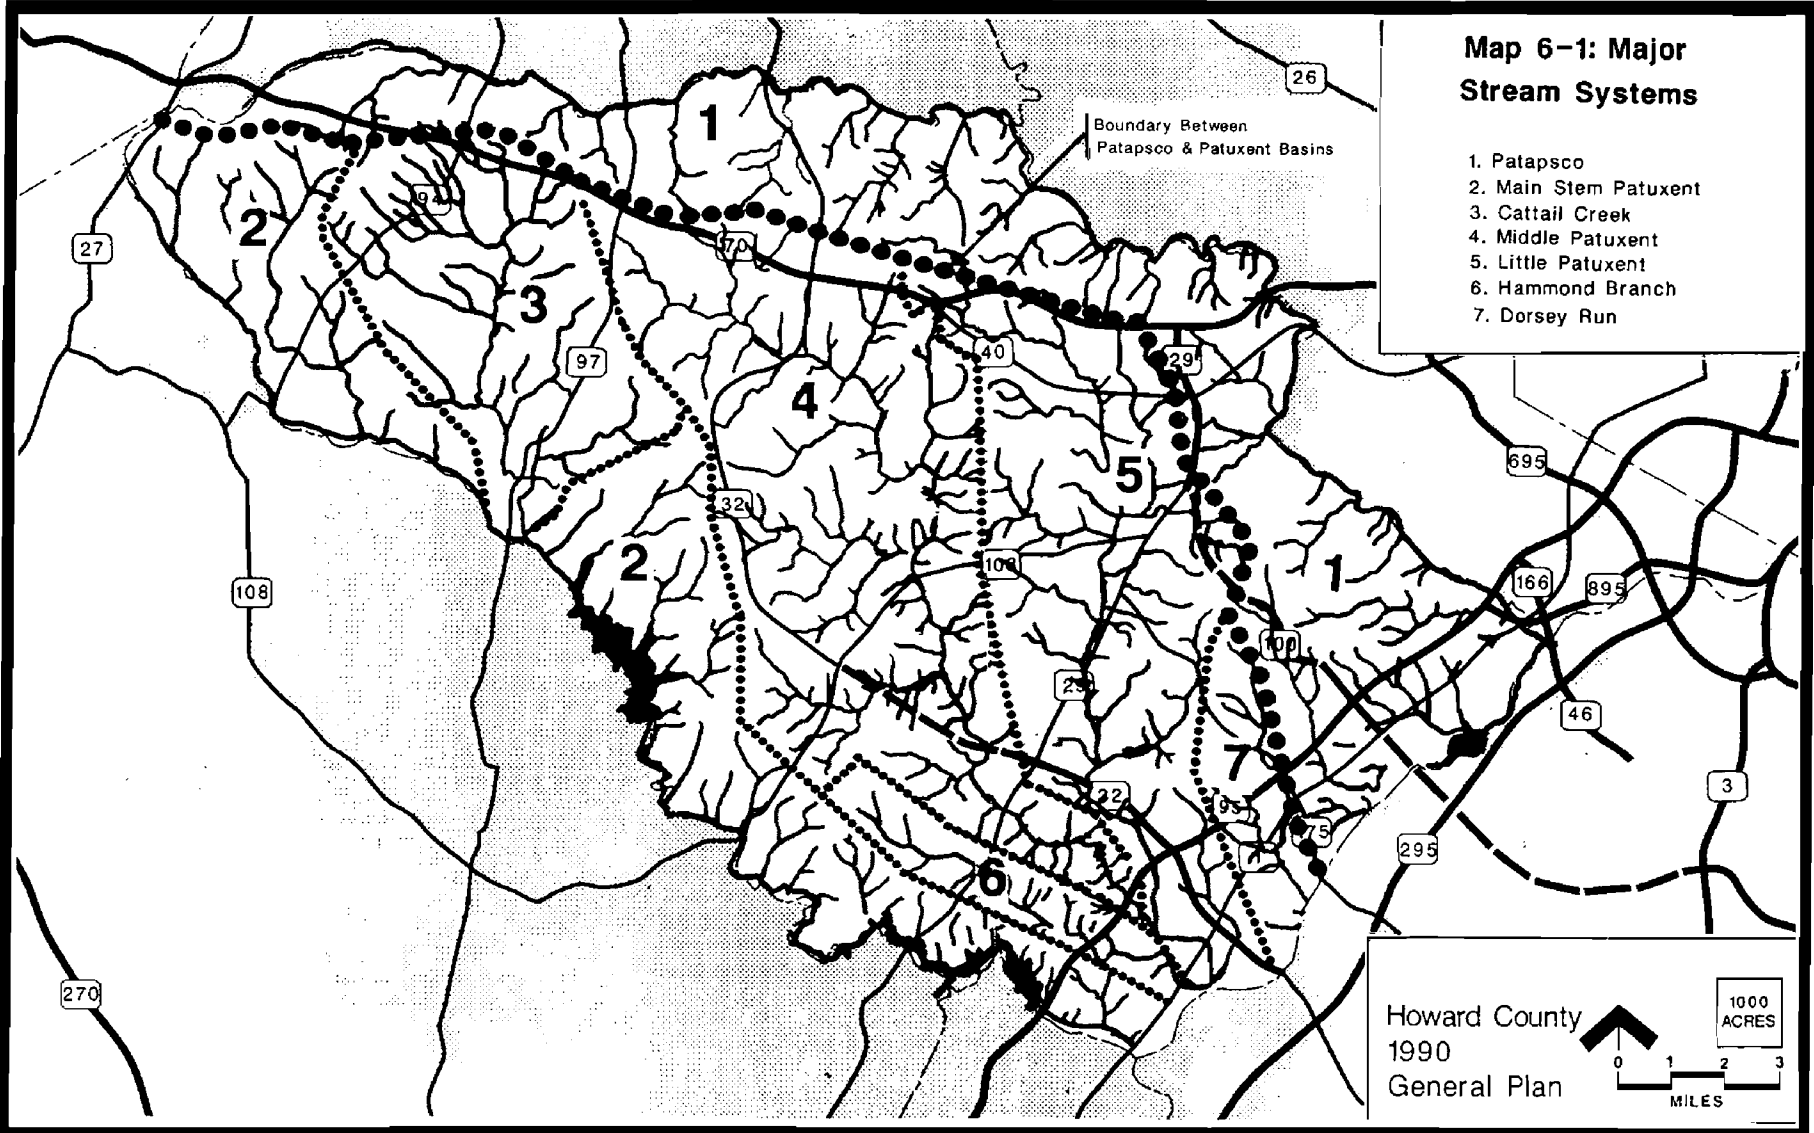 Map 6-1: Major
Stream Systems
1. Patapsco
2. Main Stem Patuxent
3. Cattail Creek
4. Middle Patuxent
5. Little Patuxent
6. Hammond Branch
7. Dorsey Run
Boundary Between
Patapsco & Patuxent Basins
26
1
94
2
27
70
3
40
29
97
4
5
695
32
2
108
1
166
895
108
100
29
46
7
3
32
95
75
295
6
270
Howard County
1990
General Plan
1000
ACRES
0 1 2 3
MILES